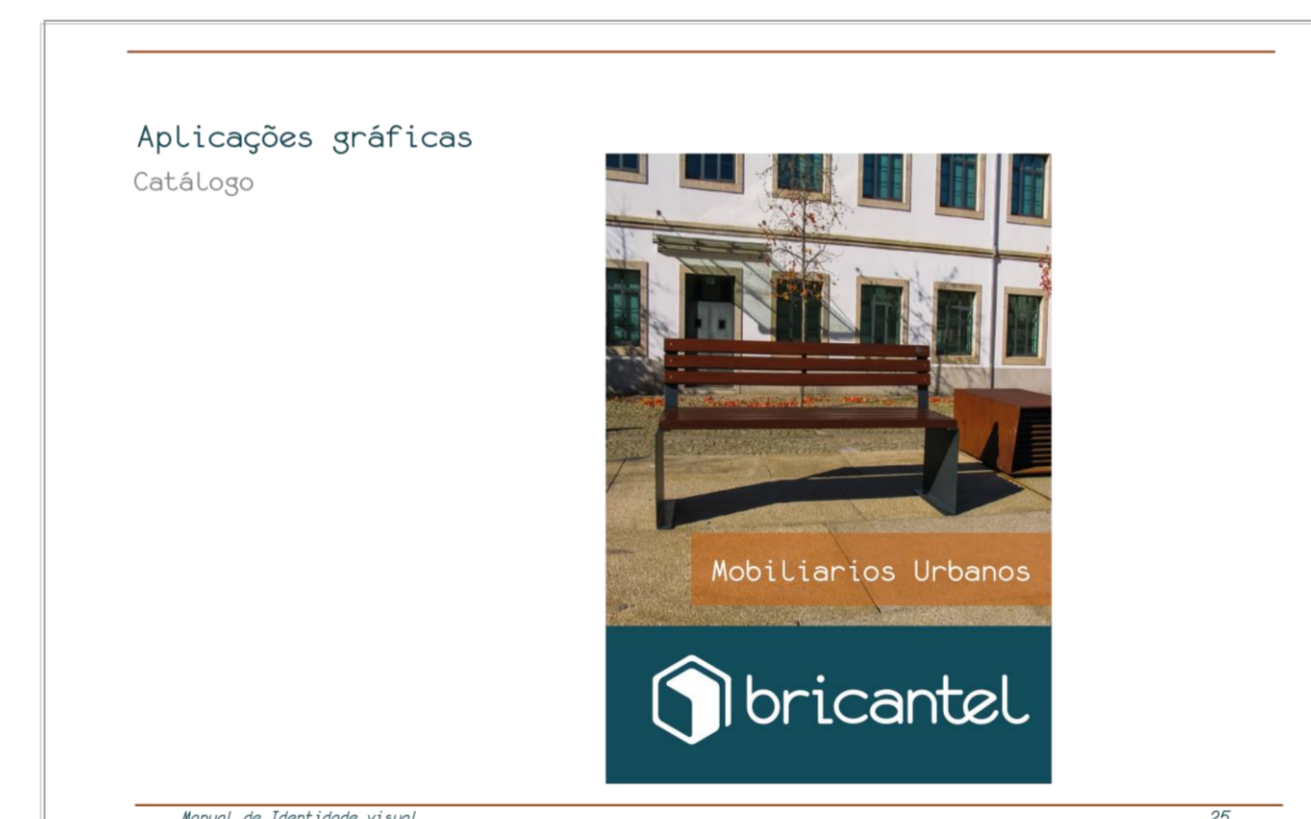 Aplicações gráficas
Catálogo
Mobiliarios Urbanos
bricantel
Manual de Identidade visual
25